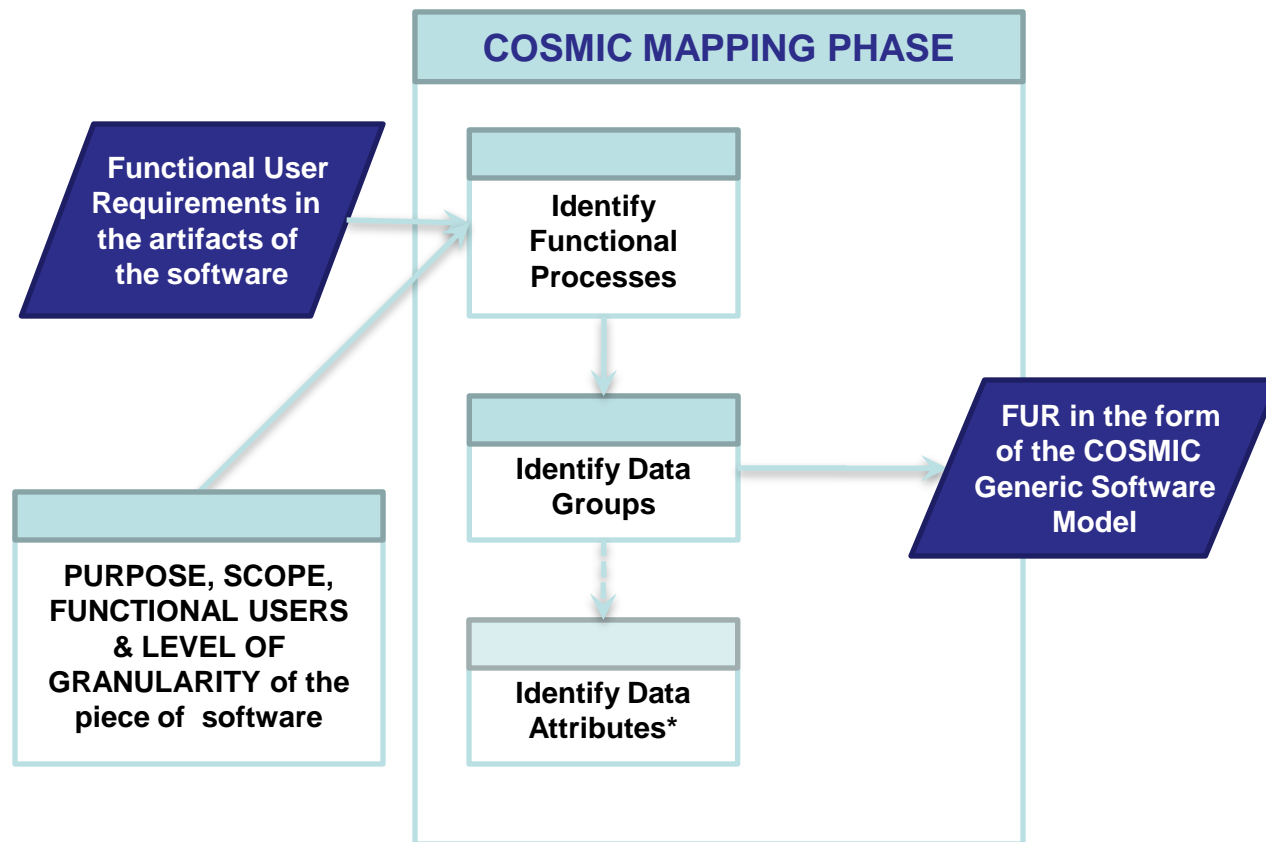 COSMIC MAPPING PHASE
Functional User
Requirements in
the artifacts of
the software
Identify
Functional
Processes
Identify Data
Groups
FUR in the form
of the COSMIC
Generic Software
Model
PURPOSE, SCOPE,
FUNCTIONAL USERS
& LEVEL OF
GRANULARITY of the
piece of software
Identify Data
Attributes*